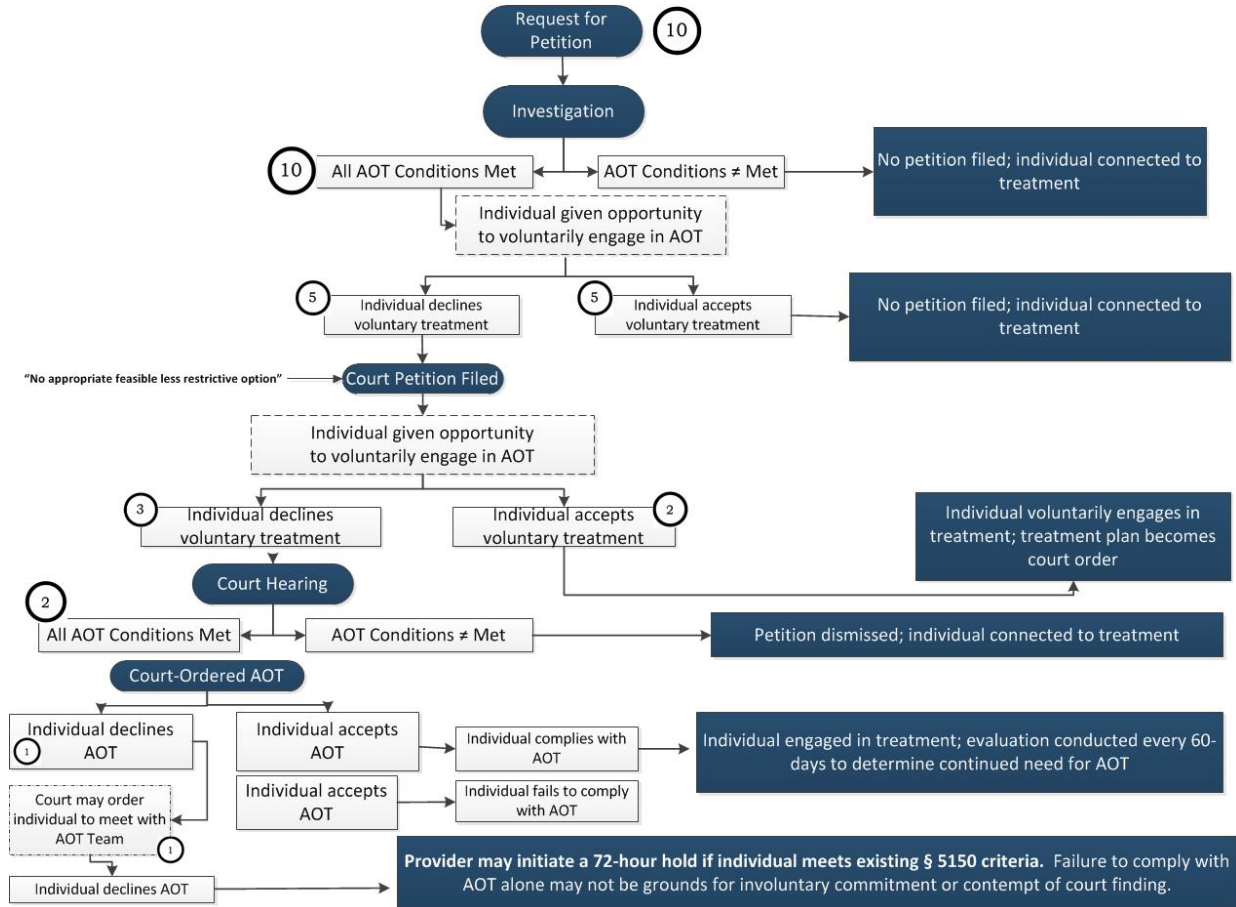 Request for
Petition
10
Investigation
10
All AOT Conditions Met
AOT Conditions ≠ Met
No petition filed; individual connected to
treatment
Individual given opportunity
to voluntarily engage in AOT
5
Individual declines
voluntary treatment
5
Individual accepts
voluntary treatment
No petition filed; individual connected to
treatment
“No appropriate feasible less restrictive option”
Court Petition Filed
Individual given opportunity
to voluntarily engage in AOT
3
Individual declines
voluntary treatment
Individual accepts
voluntary treatment
2
Individual voluntarily engages in
treatment; treatment plan becomes
court order
Court Hearing
2
All AOT Conditions Met
AOT Conditions ≠ Met
Petition dismissed; individual connected to treatment
Court-Ordered AOT
Individual declines
AOT
1
Individual accepts
AOT
Individual complies with
AOT
Individual engaged in treatment; evaluation conducted every 60-
days to determine continued need for AOT
Individual accepts
AOT
Individual fails to comply
with AOT
Court may order
individual to meet with
AOT Team
1
Individual declines AOT
Provider may initiate a 72-hour hold if individual meets existing § 5150 criteria. Failure to comply with
AOT alone may not be grounds for involuntary commitment or contempt of court finding.